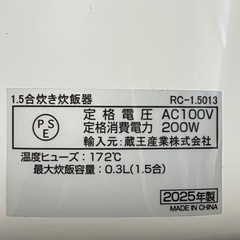 1.5合炊き炊飯器 RC-1.5013
PSE
定格電圧 AC100V
定格消費電力 200W
輸入元:蔵王産業株式会社
温度ヒューズ:172℃
最大炊飯容量:0.3L(1.5合)
2025年製
MADE IN CHINA